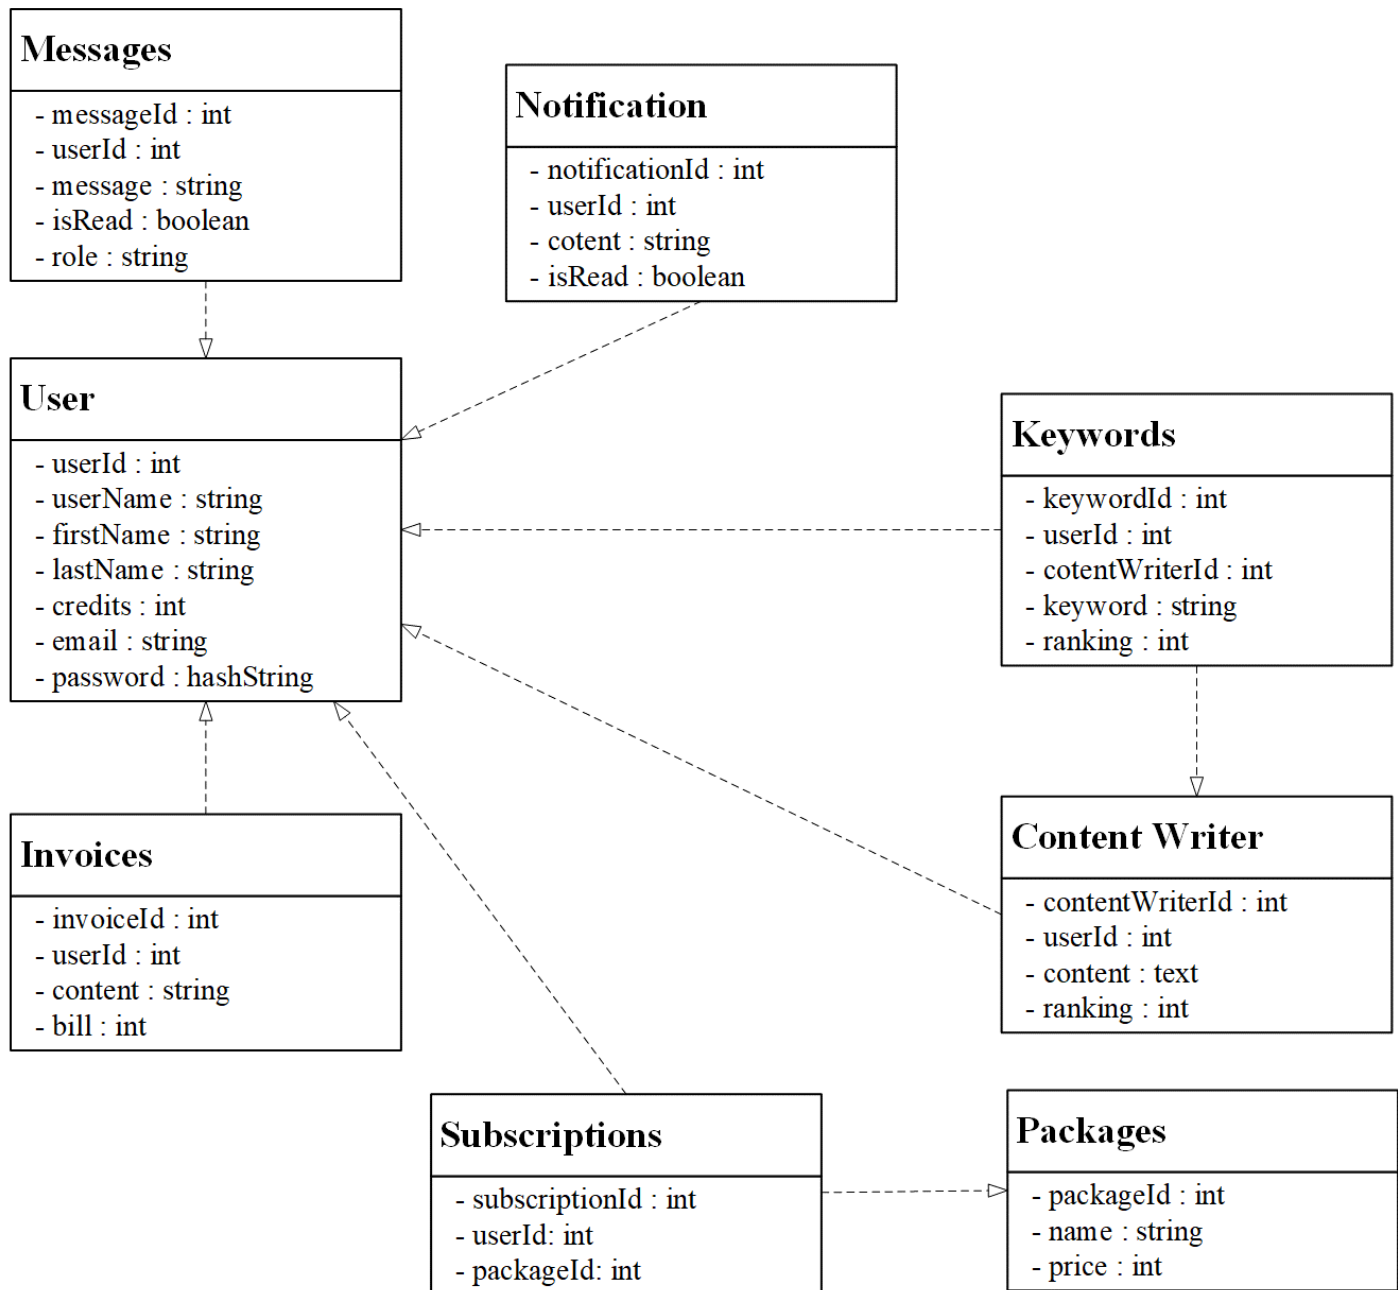 Messages
- messageId : int
- userId : int
- message : string
- isRead : boolean
- role : string
Notification
- notificationId : int
- userId : int
- cotent : string
- isRead : boolean
User
- userId : int
- userName : string
- firstName : string
- lastName : string
- credits : int
- email : string
- password : hashString
Keywords
- keywordId : int
- userId : int
- cotentWriterId : int
- keyword : string
- ranking : int
Invoices
- invoiceId : int
- userId : int
- content : string
- bill : int
Content Writer
- contentWriterId : int
- userId : int
- content : text
- ranking : int
Subscriptions
- subscriptionId : int
- userId: int
- packageId: int
Packages
- packageId : int
- name : string
- price : int